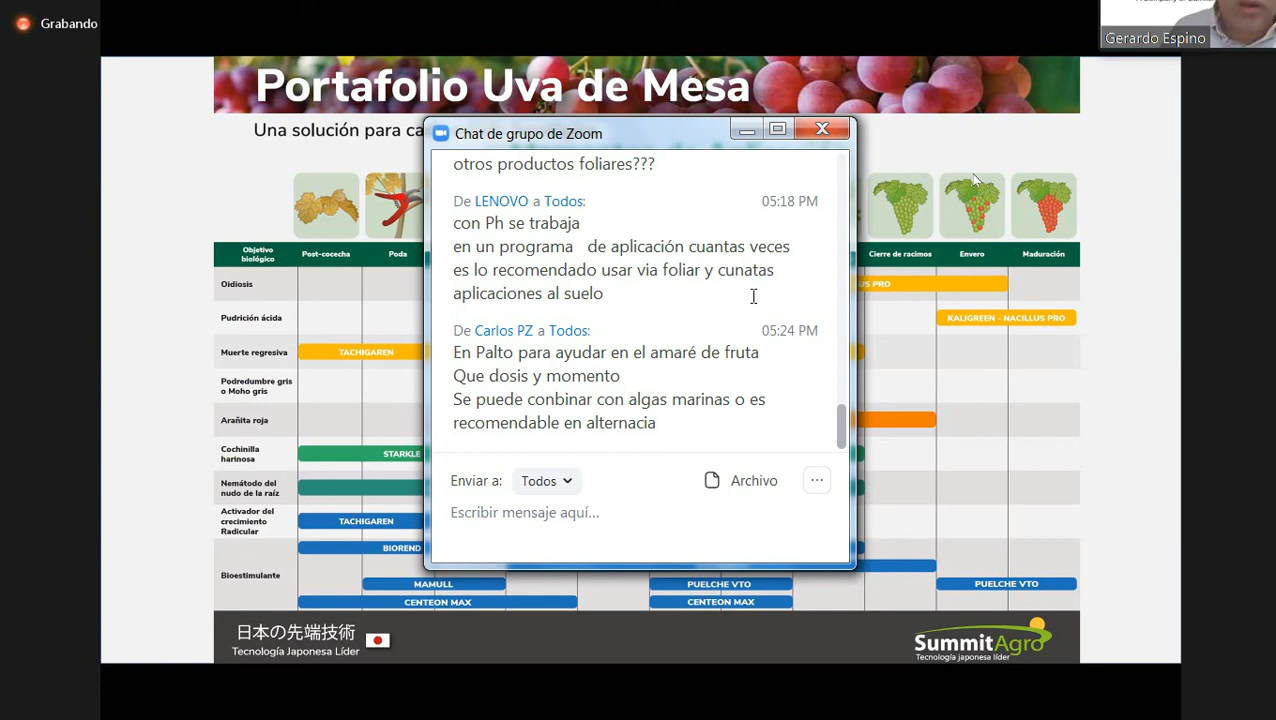 Grabando
Gerardo Espino
Portafolio Uva de Mesa
Una solución para ca
Chat de grupo de Zoom
otros productos foliares???
De LENOVO a Todos: 05:18 PM
con Ph se trabaja
en un programa de aplicación cuantas veces
es lo recomendado usar via foliar y cunatas
aplicaciones al suelo
De Carlos PZ a Todos: 05:24 PM
En Palto para ayudar en el amaré de fruta
Que dosis y momento
Se puede conbinar con algas marinas o es
recomendable en alternacia
Enviar a: Todos Archivo ...
Escribir mensaje aquí...
Objetivo
biológico
Post-cocecha
Poda
Cierre de racimos
Envero
Maduración
Oidiosis
US PRO
Pudrición ácida
KALIGREEN - NACILLUS PRO
Muerte regresiva
TACHIGAREN
Podredumbre gris
o Moho gris
Arañita roja
Cochinilla
harinosa
STARKLE
Nemátodo del
nudo de la raíz
Activador del
crecimiento
Radicular
TACHIGAREN
Bioestimulante
BIOREND
MAMULL
PUELCHE VTO
PUELCHE VTO
CENTEON MAX
CENTEON MAX
日本の先端技術
Tecnología Japonesa Líder
SummitAgro
Tecnología japonesa líder